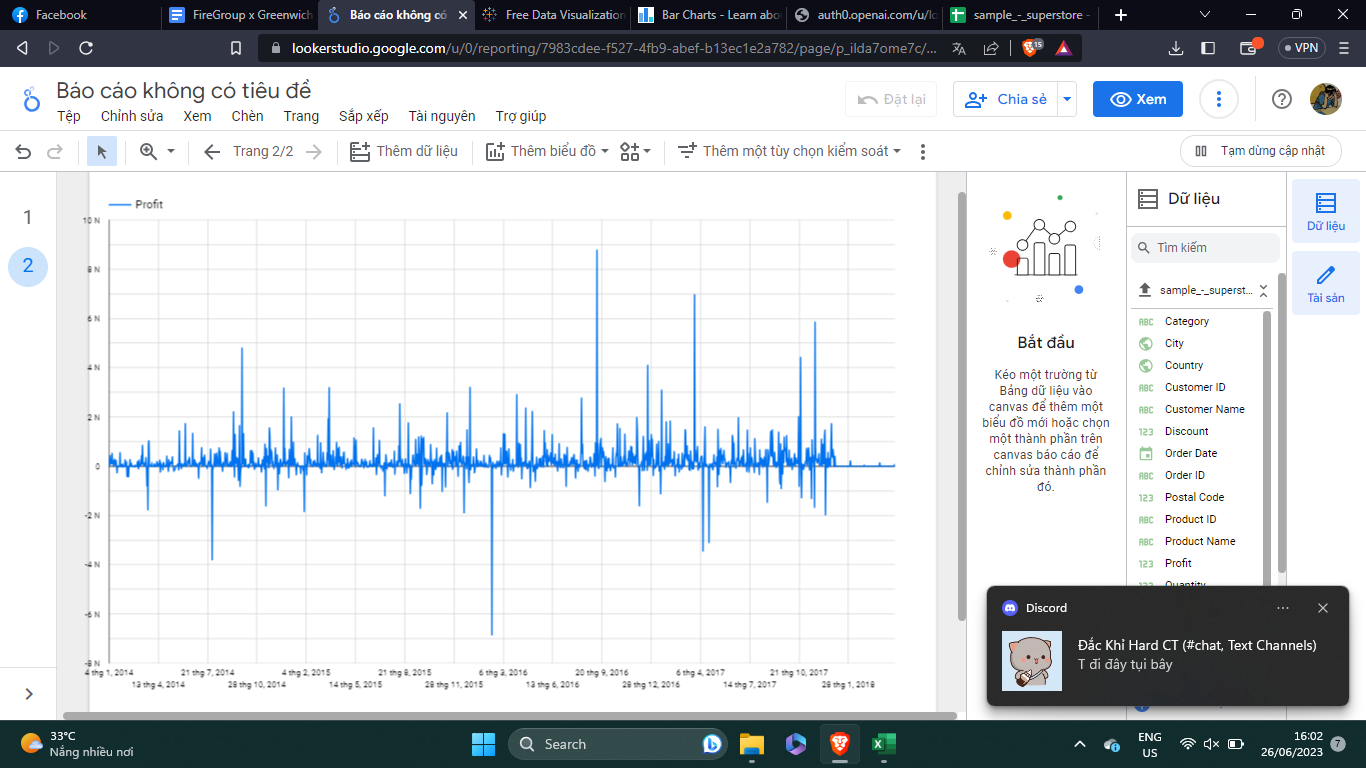 Facebook
FireGroup x Greenwich
Báo cáo không có
Free Data Visualization
Bar Charts - Learn abou
auth0.openai.com/u/lo
sample_-_superstore -
lookerstudio.google.com/u/0/reporting/7983cdee-f527-4fb9-abef-b13ec1e2a782/page/p_ilda7ome7c/...
15
VPN
Báo cáo không có tiêu đề
Tệp Chỉnh sửa Xem Chèn Trang Sắp xếp Tài nguyên Trợ giúp
Đặt lại
Chia sẻ
Xem
Trang 2/2
Thêm dữ liệu
Thêm biểu đồ
Thêm một tùy chọn kiểm soát
Tạm dừng cập nhật
1
2
Profit
10 N
8 N
6 N
4 N
2 N
0
-2 N
-4 N
-6 N
-8 N
4 thg 1, 2014
13 thg 4, 2014
21 thg 7, 2014
28 thg 10, 2014
4 thg 2, 2015
14 thg 5, 2015
21 thg 8, 2015
28 thg 11, 2015
6 thg 3, 2016
13 thg 6, 2016
20 thg 9, 2016
28 thg 12, 2016
6 thg 4, 2017
14 thg 7, 2017
21 thg 10, 2017
28 thg 1, 2018
Bắt đầu
Kéo một trường từ
Bảng dữ liệu vào
canvas để thêm một
biểu đồ mới hoặc chọn
một thành phần trên
canvas báo cáo để
chỉnh sửa thành phần
đó.
Dữ liệu
Tìm kiếm
sample_-_superst...
ABC Category
City
Country
ABC Customer ID
ABC Customer Name
123 Discount
Order Date
ABC Order ID
123 Postal Code
ABC Product ID
ABC Product Name
123 Profit
123 Quantity
Dữ liệu
Tài sản
Discord
Đắc Khỉ Hard CT (#chat, Text Channels)
T đi đây tụi bây
33°C
Nắng nhiều nơi
Search
ENG
US
16:02
26/06/2023
7